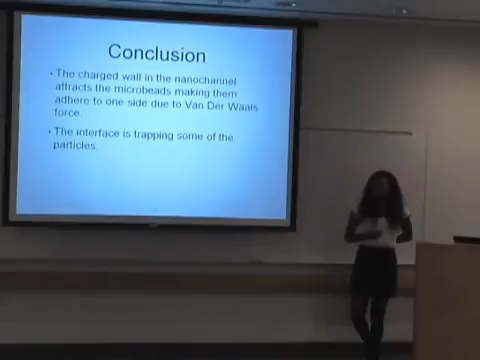 Conclusion
• The charged wall in the nanochannel
attracts the microbeads making them
adhere to one side due to Van Der Waals
force.
• The interface is trapping some of the
particles.